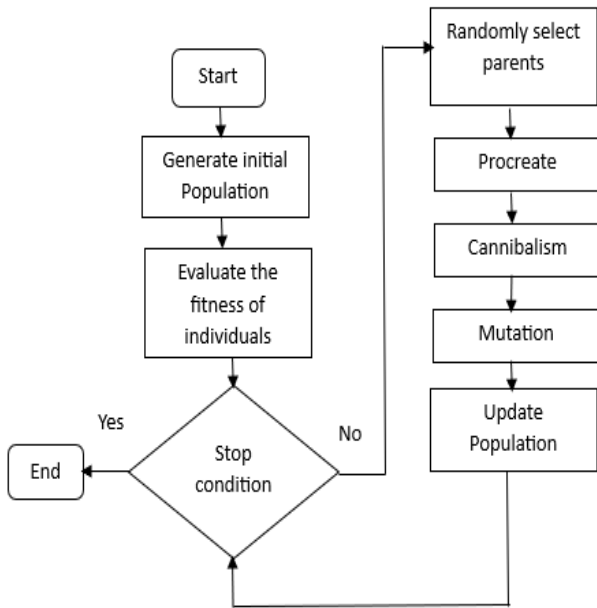 Start
Generate initial
Population
Evaluate the
fitness of
individuals
Stop
condition
Yes
End
No
Randomly select
parents
Procreate
Cannibalism
Mutation
Update
Population